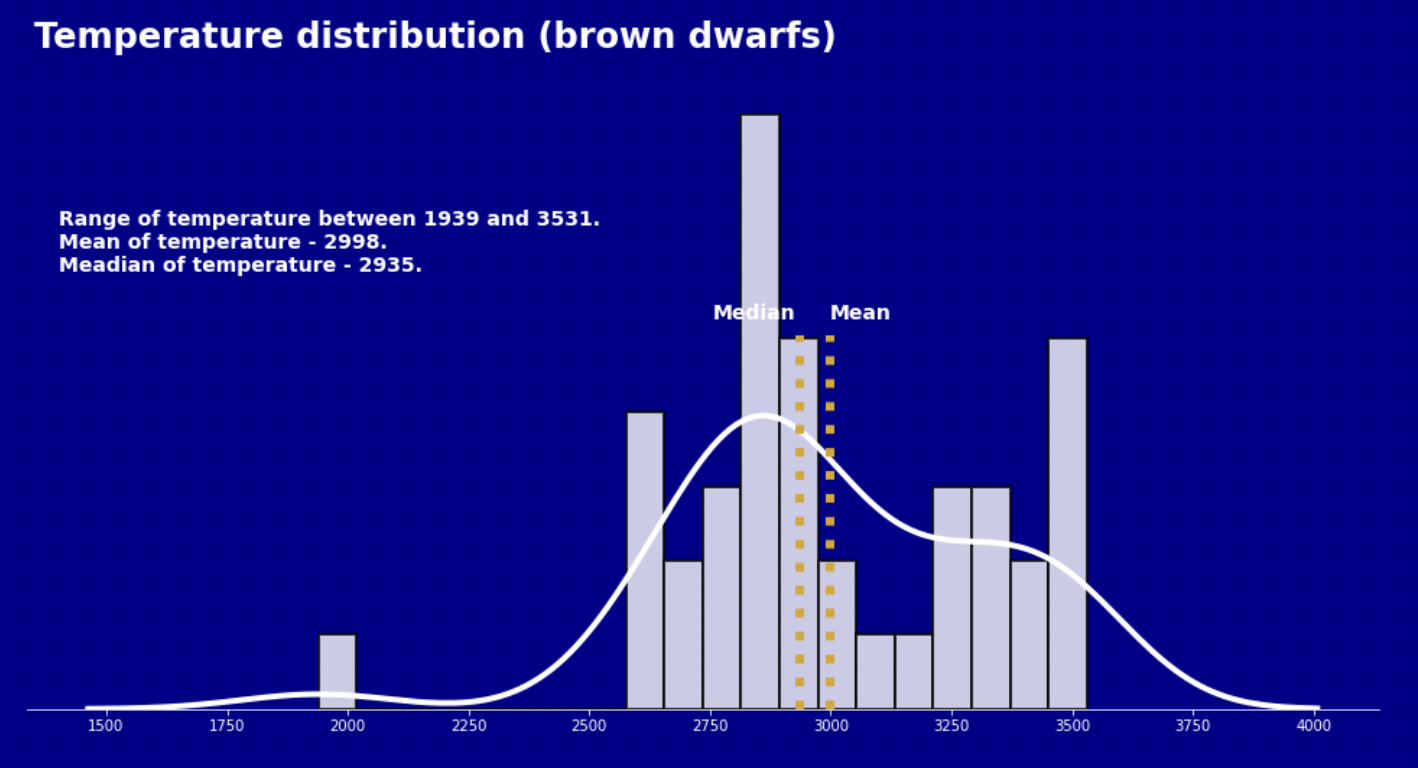 Temperature distribution (brown dwarfs)
Range of temperature between 1939 and 3531.
Mean of temperature - 2998.
Meadian of temperature - 2935.
Median Mean
1500 1750 2000 2250 2500 2750 3000 3250 3500 3750 4000